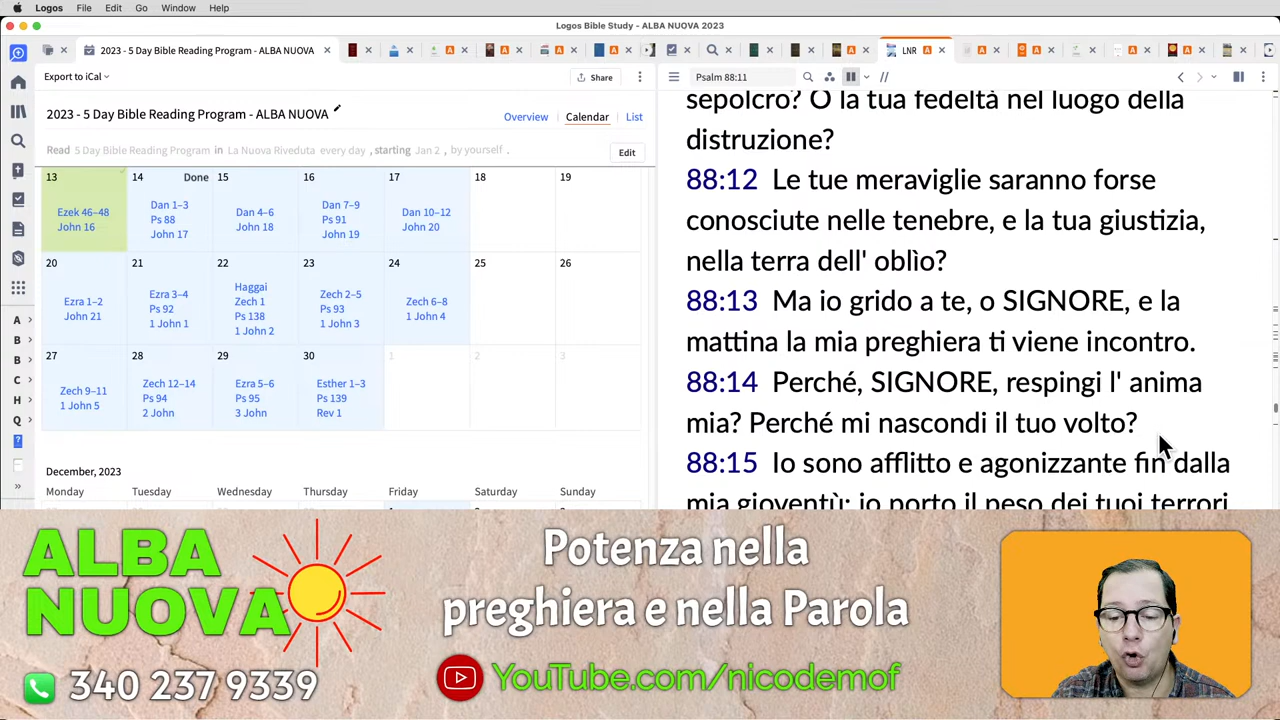 Logos File Edit Go Window Help
Logos Bible Study - ALBA NUOVA 2023
2023 - 5 Day Bible Reading Program - ALBA NUOVA
LNR
Export to iCal
Share
Psalm 88:11
2023 - 5 Day Bible Reading Program - ALBA NUOVA
Overview Calendar List
Read 5 Day Bible Reading Program in La Nuova Riveduta every day , starting Jan 2 , by yourself .
Edit
13 14 Done 15 16 17 18 19
Ezek 46–48
John 16
Dan 1–3
Ps 88
John 17
Dan 4–6
John 18
Dan 7–9
Ps 91
John 19
Dan 10–12
John 20
20 21 22 23 24 25 26
Ezra 1–2
John 21
Ezra 3–4
Ps 92
1 John 1
Haggai
Zech 1
Ps 138
1 John 2
Zech 2–5
Ps 93
1 John 3
Zech 6–8
1 John 4
27 28 29 30 1 2 3
Zech 9–11
1 John 5
Zech 12–14
Ps 94
2 John
Ezra 5–6
Ps 95
3 John
Esther 1–3
Ps 139
Rev 1
December, 2023
Monday Tuesday Wednesday Thursday Friday Saturday Sunday
A
B
B
C
H
Q
sepolcro? O la tua fedeltà nel luogo della
distruzione?
88:12 Le tue meraviglie saranno forse
conosciute nelle tenebre, e la tua giustizia,
nella terra dell' oblìo?
88:13 Ma io grido a te, o SIGNORE, e la
mattina la mia preghiera ti viene incontro.
88:14 Perché, SIGNORE, respingi l' anima
mia? Perché mi nascondi il tuo volto?
88:15 Io sono afflitto e agonizzante fin dalla
mia gioventù; io porto il peso dei tuoi terrori
ALBA
NUOVA
340 237 9339
Potenza nella
preghiera e nella Parola
YouTube.com/nicodemof